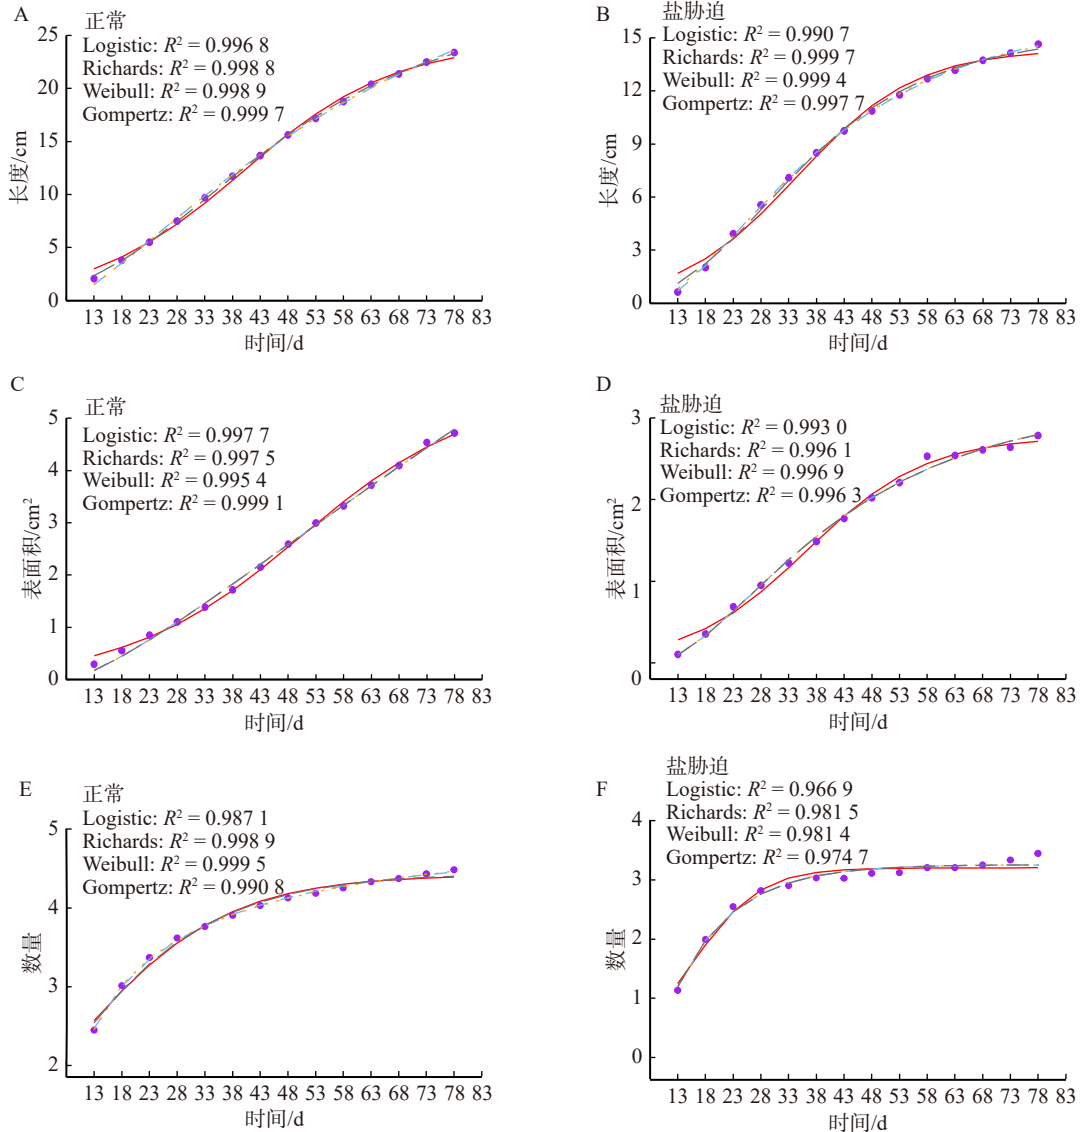 A
正常
Logistic: R² = 0.996 8
Richards: R² = 0.998 8
Weibull: R² = 0.998 9
Gompertz: R² = 0.999 7
长度/cm
25
20
15
10
5
0
13 18 23 28 33 38 43 48 53 58 63 68 73 78 83
时间/d
B
盐胁迫
Logistic: R² = 0.990 7
Richards: R² = 0.999 7
Weibull: R² = 0.999 4
Gompertz: R² = 0.997 7
长度/cm
15
12
9
6
3
0
13 18 23 28 33 38 43 48 53 58 63 68 73 78 83
时间/d
C
正常
Logistic: R² = 0.997 7
Richards: R² = 0.997 5
Weibull: R² = 0.995 4
Gompertz: R² = 0.999 1
表面积/cm²
5
4
3
2
1
0
13 18 23 28 33 38 43 48 53 58 63 68 73 78 83
时间/d
D
盐胁迫
Logistic: R² = 0.993 0
Richards: R² = 0.996 1
Weibull: R² = 0.996 9
Gompertz: R² = 0.996 3
表面积/cm²
3
2
1
0
13 18 23 28 33 38 43 48 53 58 63 68 73 78 83
时间/d
E
正常
Logistic: R² = 0.987 1
Richards: R² = 0.998 9
Weibull: R² = 0.999 5
Gompertz: R² = 0.990 8
数量
5
4
3
2
13 18 23 28 33 38 43 48 53 58 63 68 73 78 83
时间/d
F
盐胁迫
Logistic: R² = 0.966 9
Richards: R² = 0.981 5
Weibull: R² = 0.981 4
Gompertz: R² = 0.974 7
数量
4
3
2
1
0
13 18 23 28 33 38 43 48 53 58 63 68 73 78 83
时间/d